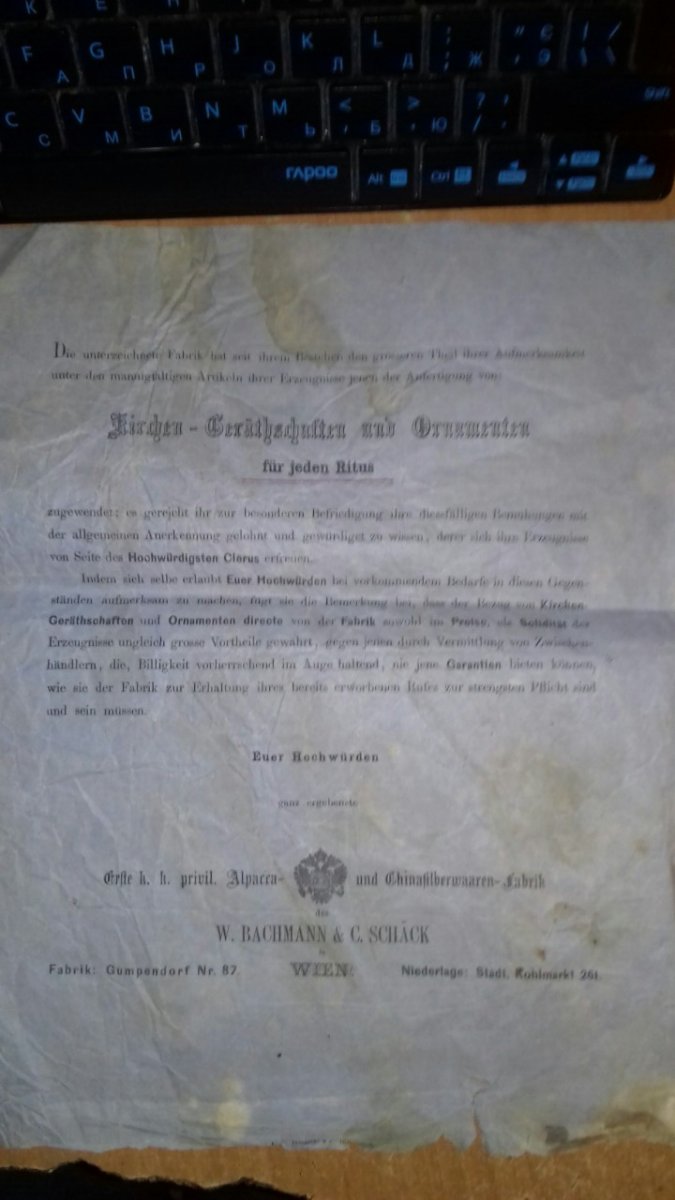 K E
F А G П H Р J О K Л L Д ; : Ж " ' Є Э | \ /
C С V М B И N Т M Ь < , Б > . Ю ? / , . Shift
ГАРОО Alt Ctrl
Die unterzeichnete Fabrik hat seit ihrem Bestehen den grösseren Theil ihrer Aufmerksamkeit
unter den mannigfaltigen Artikeln ihrer Erzeugnisse jenen der Anfertigung von:
Kirchen-Geräthschaften und Ornamenten
für jeden Ritus
zugewendet; es gereicht ihr zur besonderen Befriedigung ihre diessfälligen Bemühungen mit
der allgemeinen Anerkennung gelohnt und gewürdiget zu wissen, derer sich ihre Erzeugnisse
von Seite des Hochwürdigsten Clerus erfreuen.
Indem sich selbe erlaubt Euer Hochwürden bei vorkommendem Bedarfe in diesen Gegen-
ständen aufmerksam zu machen, fügt sie die Bemerkung bei, dass der Bezug von Kirchen-
Geräthschaften und Ornamenten directe von der Fabrik sowohl im Preise, als Solidität der
Erzeugnisse ungleich grosse Vortheile gewährt, gegen jenen durch Vermittlung von Zwischen-
händlern, die, Billigkeit vorherrschend im Auge haltend, nie jene Garantien bieten können,
wie sie der Fabrik zur Erhaltung ihres bereits erworbenen Rufes zur strengsten Pflicht sind
und sein müssen.
Euer Hochwürden
ganz ergebenste
Erste k. k. privil. Alpacca- und Chinasilberwaaren-Fabrik
des
W. BACHMANN & C. SCHÄCK
in
WIEN.
Fabrik: Gumpendorf Nr. 87. Niederlage: Stadt, Kohlmarkt 261.